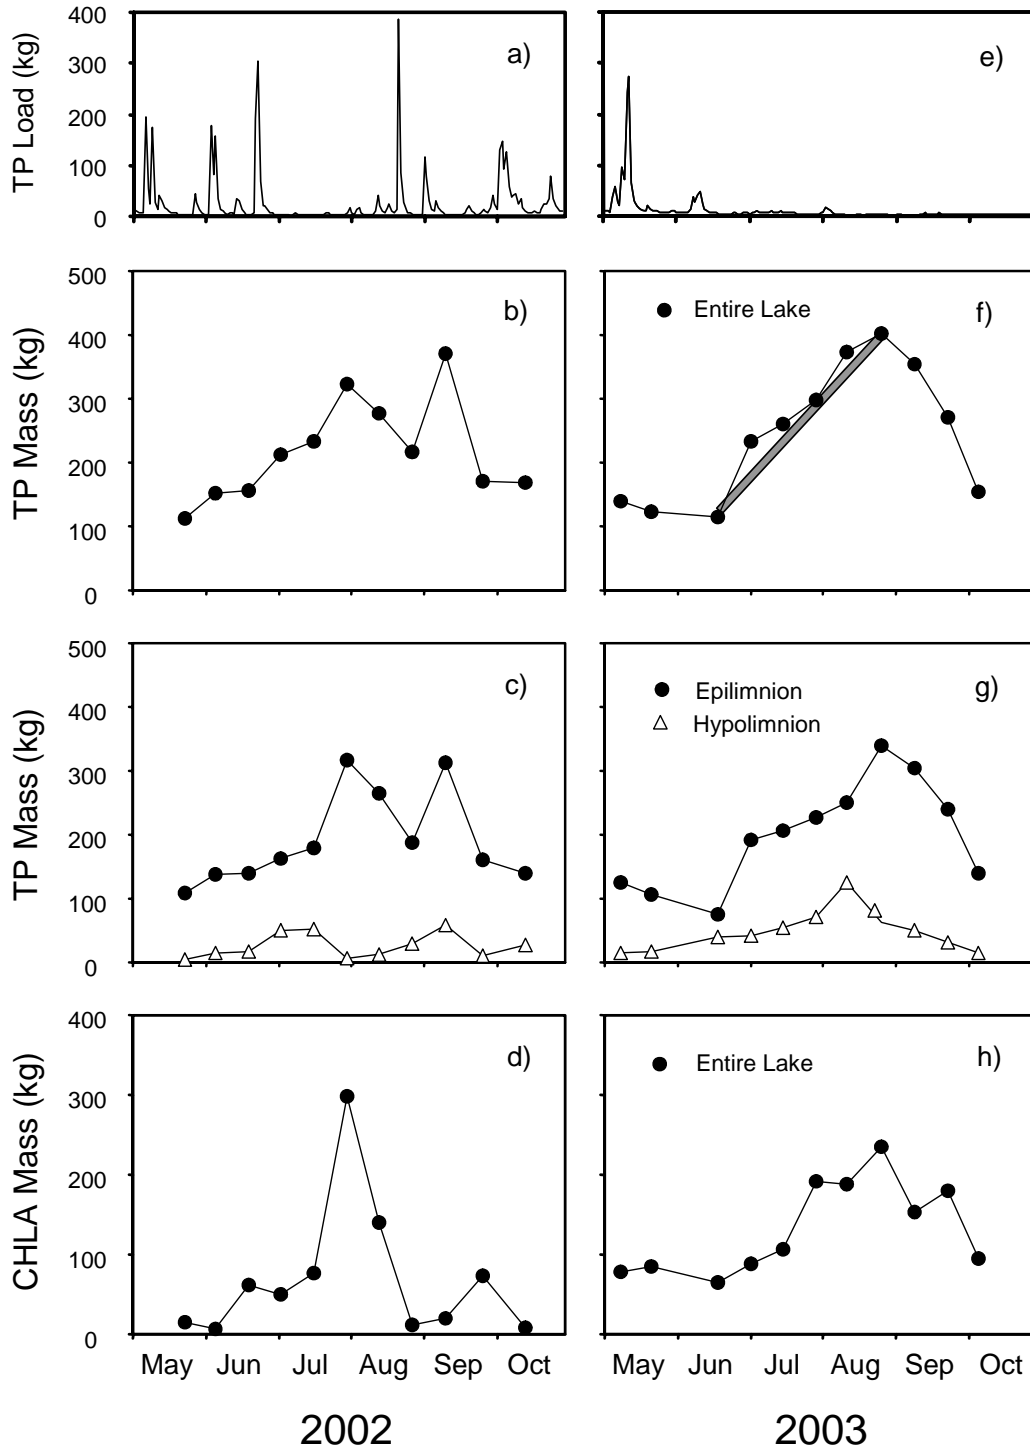 TP Load (kg)
400
300
200
100
0
a)
e)
TP Mass (kg)
500
400
300
200
100
0
b)
Entire Lake
f)
TP Mass (kg)
500
400
300
200
100
0
c)
Epilimnion
Hypolimnion
g)
CHLA Mass (kg)
400
300
200
100
0
d)
Entire Lake
h)
May Jun Jul Aug Sep Oct
May Jun Jul Aug Sep Oct
2002
2003